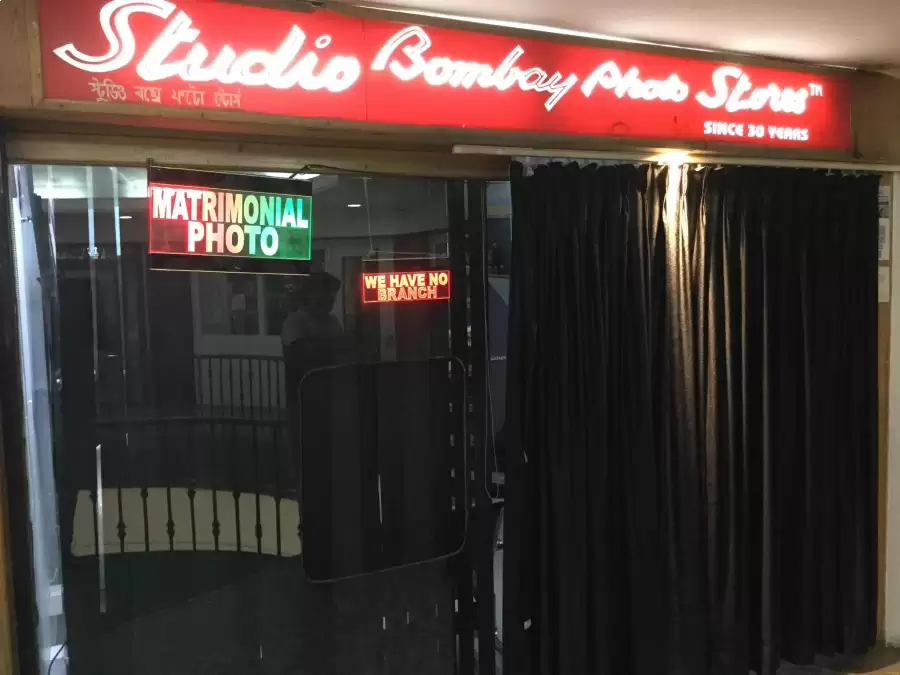 Studio Bombay Photo Stores™
ষ্টুডিও বম্বে ফটো ষ্টোৰ্স
SINCE 30 YEARS
MATRIMONIAL
PHOTO
WE HAVE NO
BRANCH